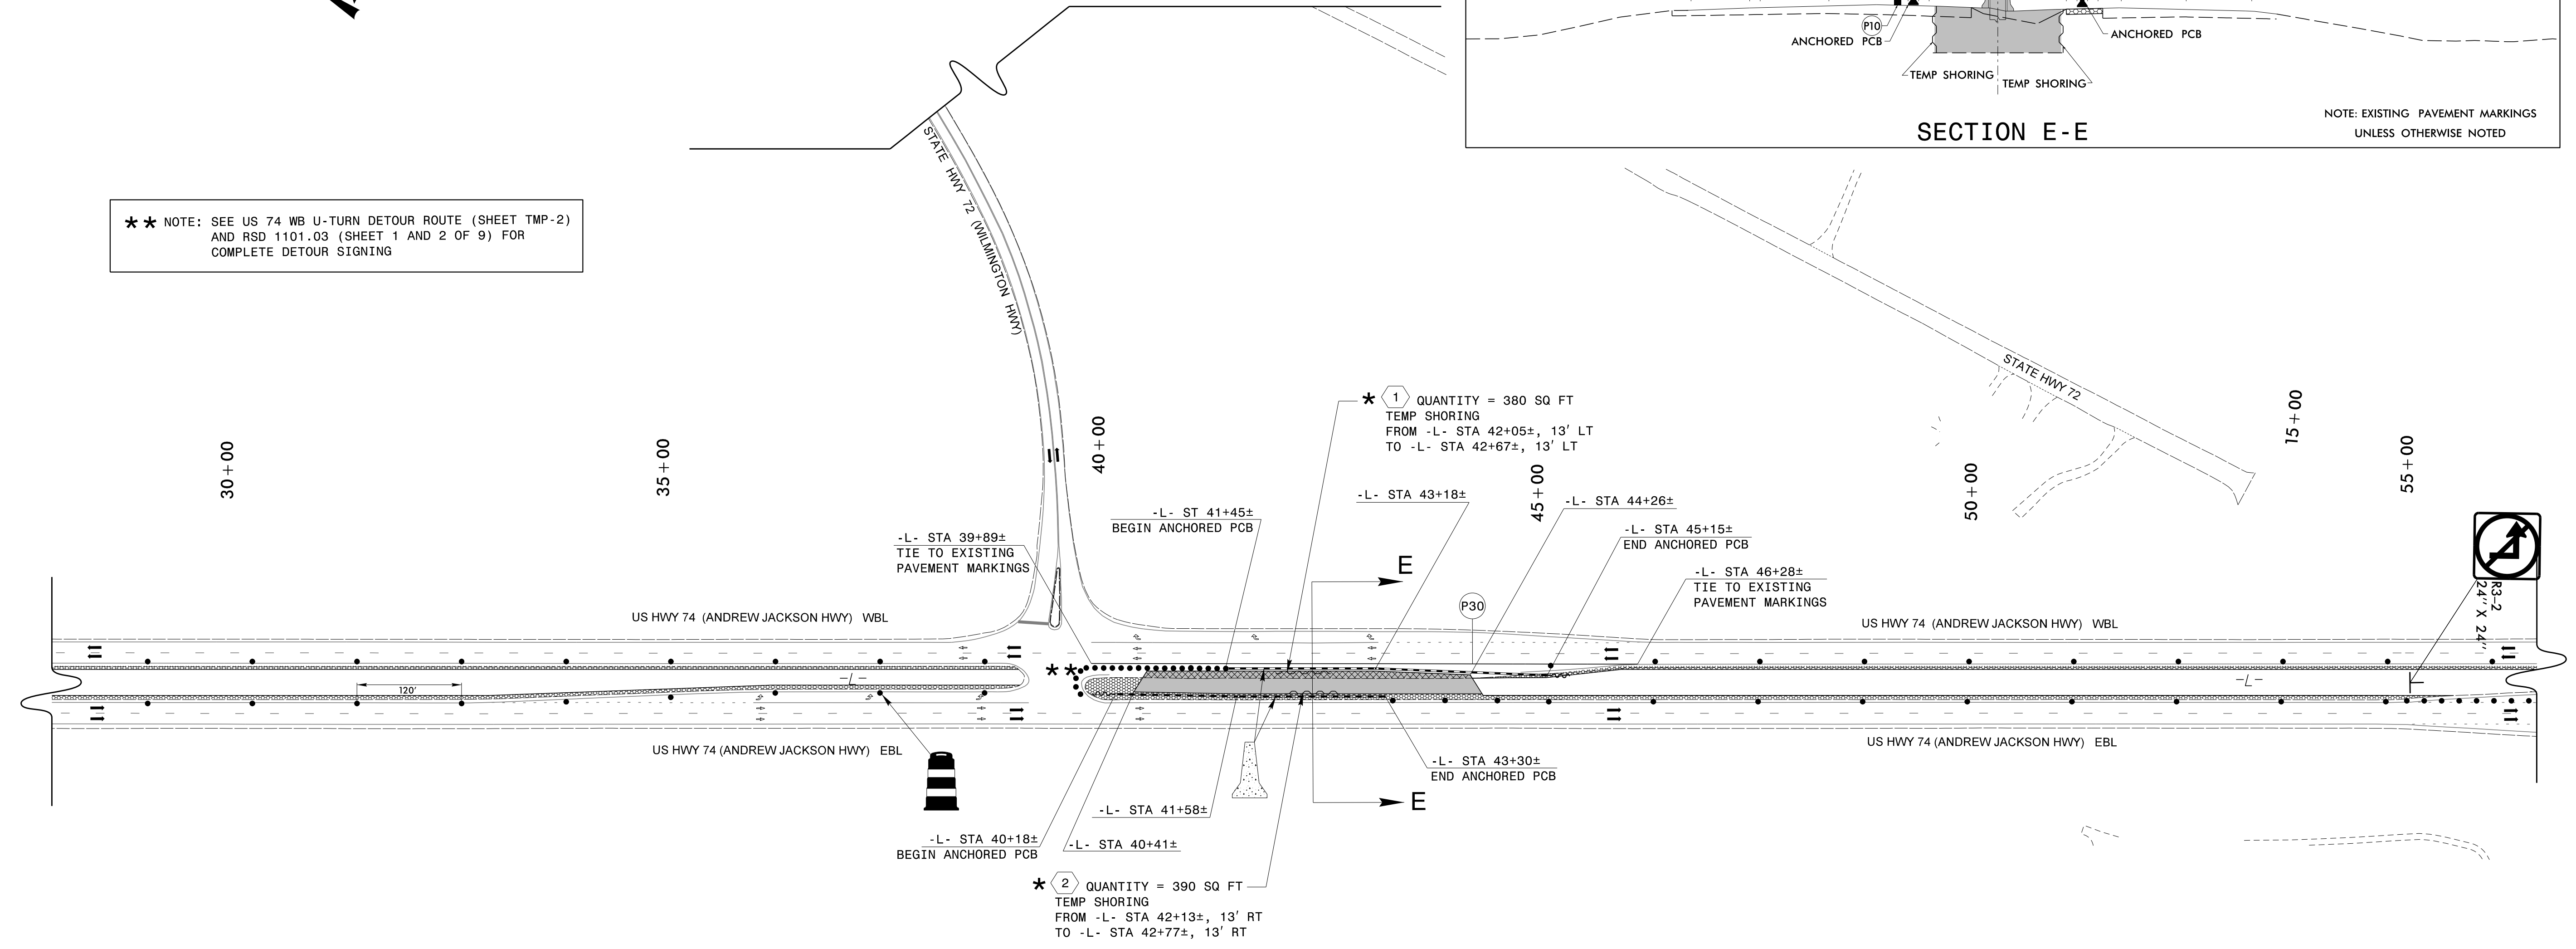 P10
ANCHORED PCB
ANCHORED PCB
TEMP SHORING
TEMP SHORING
SECTION E-E
NOTE: EXISTING PAVEMENT MARKINGS
UNLESS OTHERWISE NOTED
** NOTE: SEE US 74 WB U-TURN DETOUR ROUTE (SHEET TMP-2)
AND RSD 1101.03 (SHEET 1 AND 2 OF 9) FOR
COMPLETE DETOUR SIGNING
STATE HWY 72 (WILMINGTON HWY)
STATE HWY 72
* 1 QUANTITY = 380 SQ FT
TEMP SHORING
FROM -L- STA 42+05±, 13' LT
TO -L- STA 42+67±, 13' LT
30+00
35+00
40+00
45+00
50+00
15+00
55+00
-L- STA 43+18±
-L- STA 44+26±
-L- ST 41+45±
BEGIN ANCHORED PCB
-L- STA 45+15±
END ANCHORED PCB
-L- STA 39+89±
TIE TO EXISTING
PAVEMENT MARKINGS
-L- STA 46+28±
TIE TO EXISTING
PAVEMENT MARKINGS
E
P30
R3-2
24" X 24"
US HWY 74 (ANDREW JACKSON HWY) WBL
US HWY 74 (ANDREW JACKSON HWY) WBL
**
120'
-L-
-L-
US HWY 74 (ANDREW JACKSON HWY) EBL
US HWY 74 (ANDREW JACKSON HWY) EBL
-L- STA 43+30±
END ANCHORED PCB
E
-L- STA 41+58±
-L- STA 40+18±
BEGIN ANCHORED PCB
-L- STA 40+41±
* 2 QUANTITY = 390 SQ FT
TEMP SHORING
FROM -L- STA 42+13±, 13' RT
TO -L- STA 42+77±, 13' RT